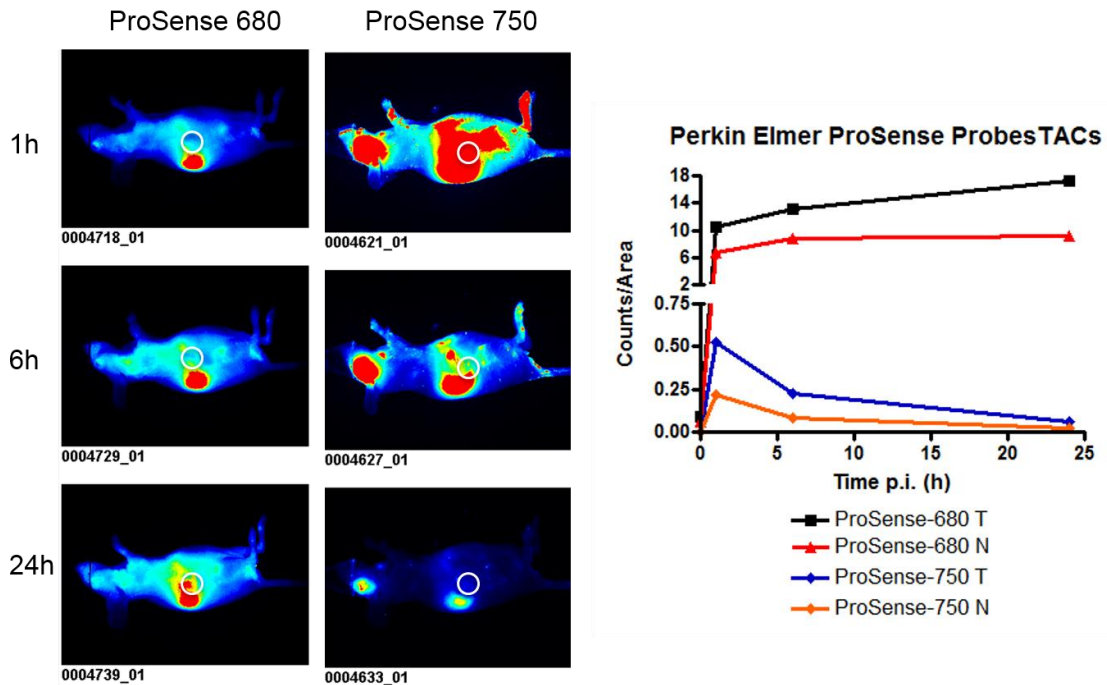 ProSense 680 ProSense 750
1h
0004718_01 0004621_01
6h
0004729_01 0004627_01
24h
0004739_01 0004633_01
Perkin Elmer ProSense ProbesTACs
18
14
10
6
2
0.75
0.50
0.25
0.00
Counts/Area
0 5 10 15 20 25
Time p.i. (h)
ProSense-680 T
ProSense-680 N
ProSense-750 T
ProSense-750 N